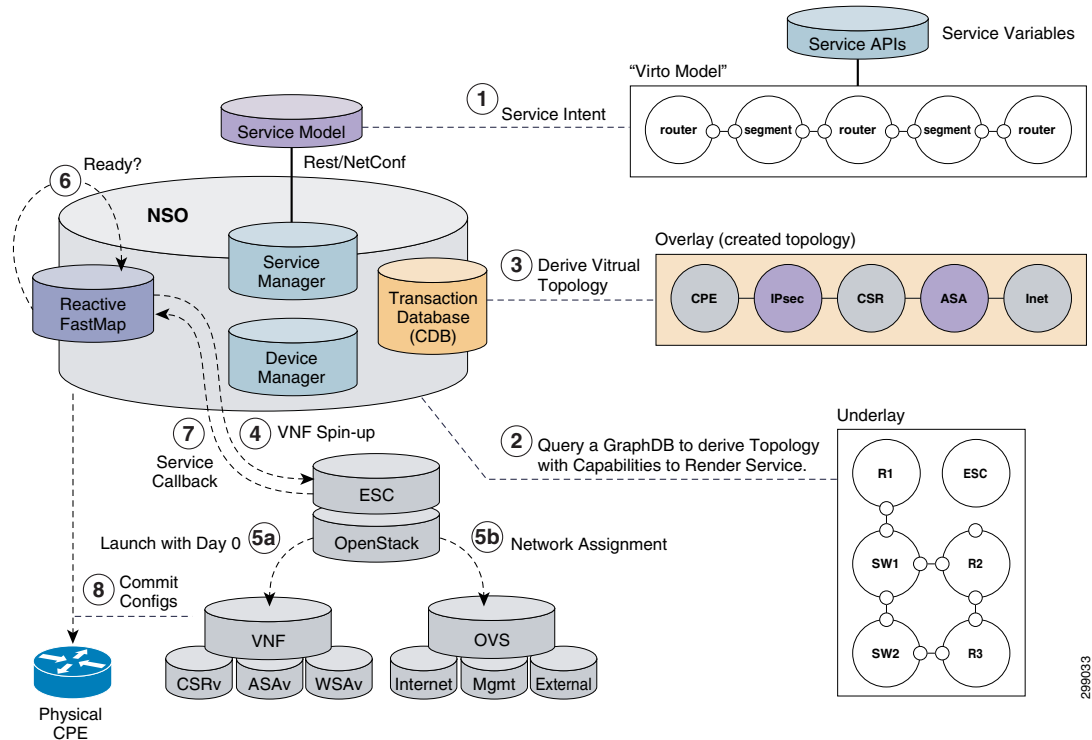 Service APIs
Service Variables
“Virto Model”
router
segment
router
segment
router
1
Service Intent
Service Model
Rest/NetConf
6
Ready?
NSO
Service
Manager
Reactive
FastMap
Transaction
Database
(CDB)
Device
Manager
3
Derive Vitrual
Topology
Overlay (created topology)
CPE
IPsec
CSR
ASA
Inet
7
Service
Callback
4
VNF Spin-up
2
Query a GraphDB to derive Topology
with Capabilities to Render Service.
Underlay
R1
ESC
SW1
R2
SW2
R3
ESC
OpenStack
Launch with Day 0
5a
5b
Network Assignment
8
Commit
Configs
VNF
CSRv
ASAv
WSAv
OVS
Internet
Mgmt
External
Physical
CPE
299033